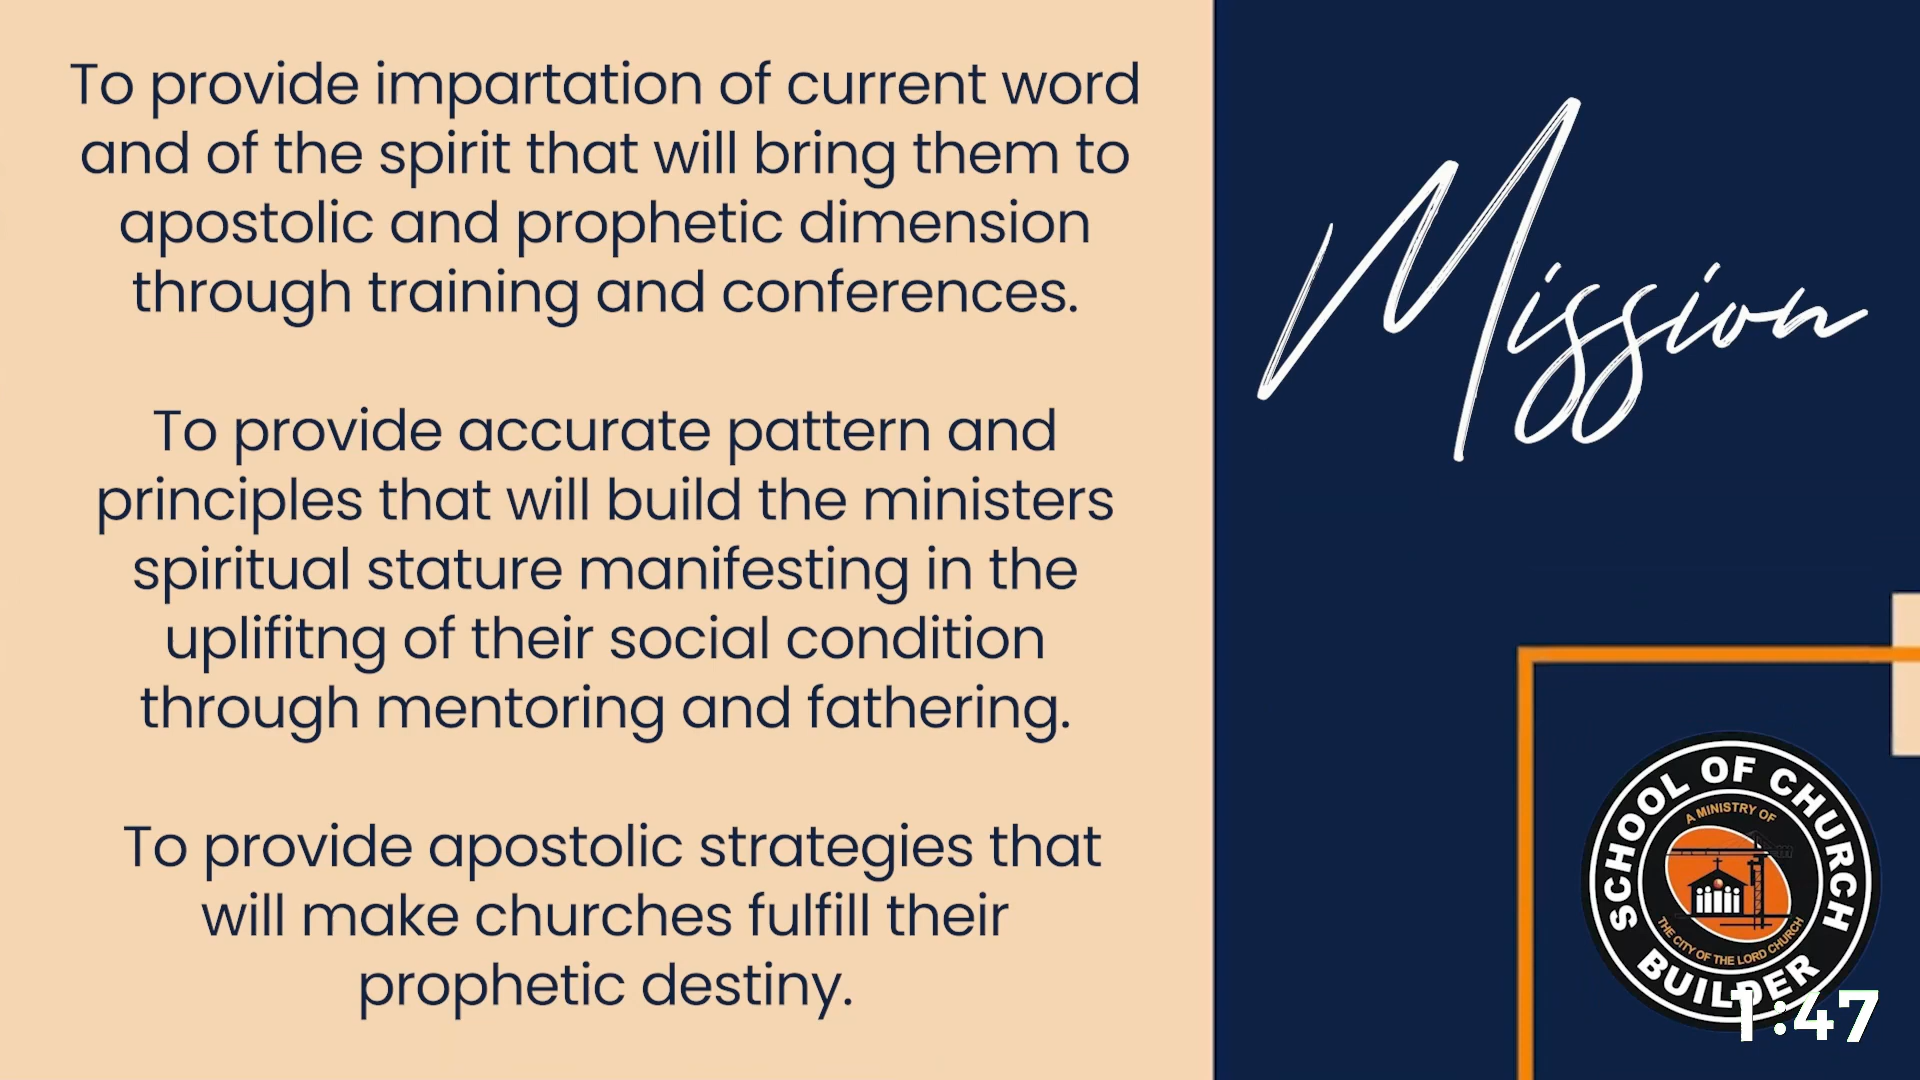 To provide impartation of current word
and of the spirit that will bring them to
apostolic and prophetic dimension
through training and conferences.
To provide accurate pattern and
principles that will build the ministers
spiritual stature manifesting in the
uplifitng of their social condition
through mentoring and fathering.
To provide apostolic strategies that
will make churches fulfill their
prophetic destiny.
Mission
SCHOOL OF CHURCH
A MINISTRY OF
THE CITY OF THE LORD CHURCH
BUILDER
1:47